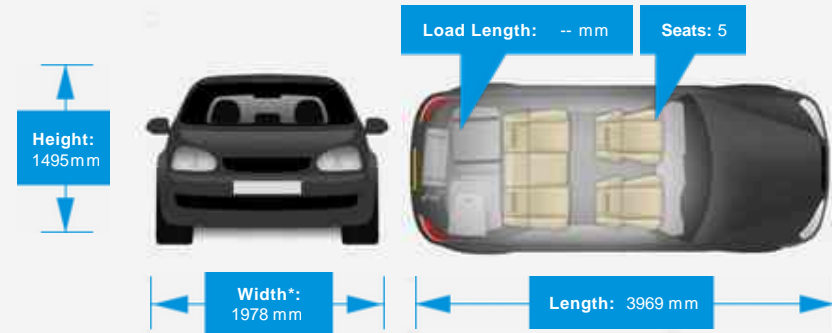 Load Length: -- mm
Seats: 5
Height:
1495mm
Width*:
1978 mm
Length: 3969 mm